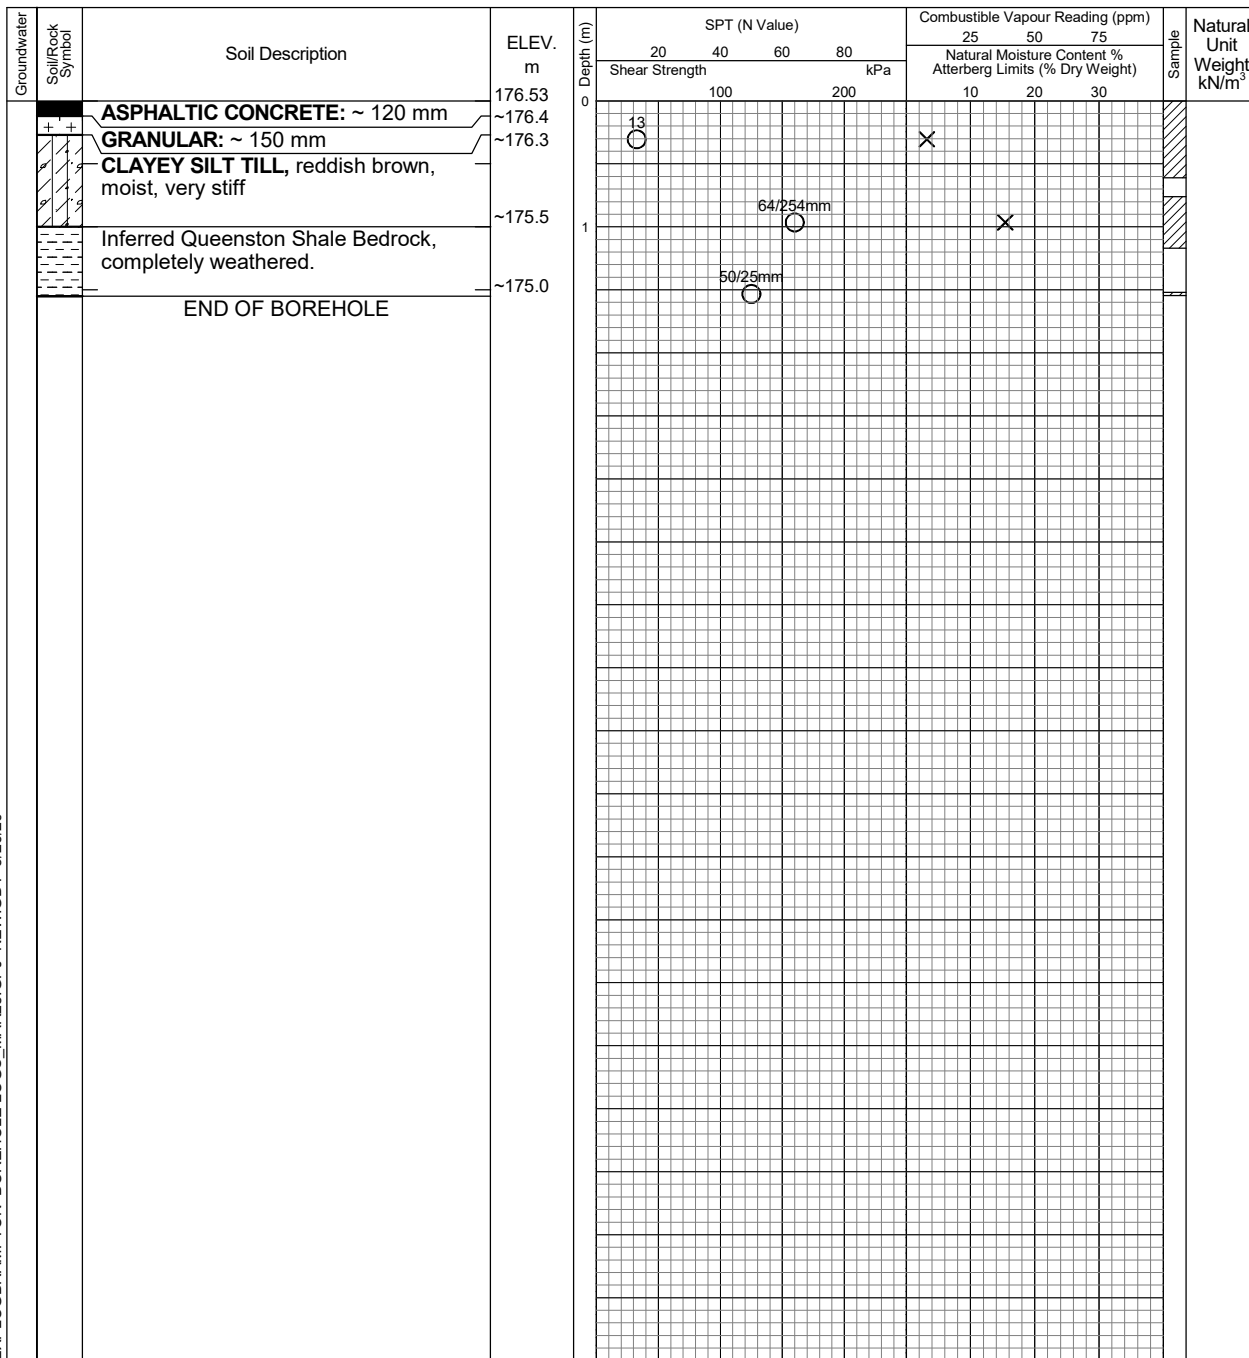 Groundwater
Soil/Rock
Symbol
Soil Description
ELEV.
m
Depth (m)
SPT (N Value)
20 40 60 80
Shear Strength kPa
100 200
Combustible Vapour Reading (ppm)
25 50 75
Natural Moisture Content %
Atterberg Limits (% Dry Weight)
10 20 30
Sample
Natural
Unit
Weight
kN/m³
176.53
0
ASPHALTIC CONCRETE: ~ 120 mm
~176.4
GRANULAR: ~ 150 mm
~176.3
13
CLAYEY SILT TILL, reddish brown,
moist, very stiff
~175.5
64/254mm
1
Inferred Queenston Shale Bedrock,
completely weathered.
~175.0
50/25mm
END OF BOREHOLE